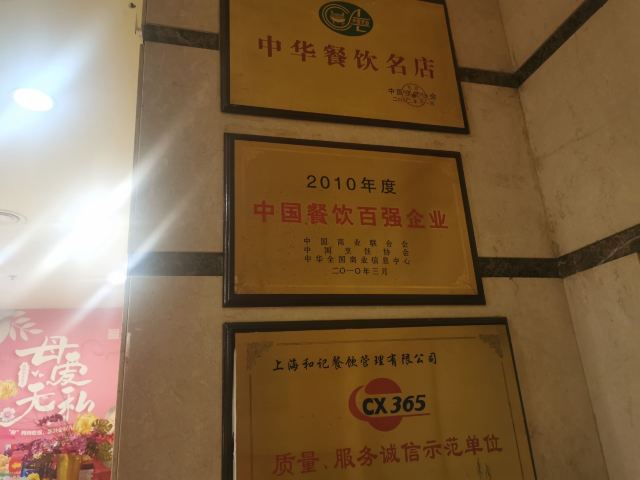 中华餐饮名店
2010年度
中国餐饮百强企业
中国商业联合会
中国烹饪协会
中华全国商业信息中心
二〇一〇年三月
上海和记餐饮管理有限公司
CX 365
质量、服务诚信示范单位
母爱
无私